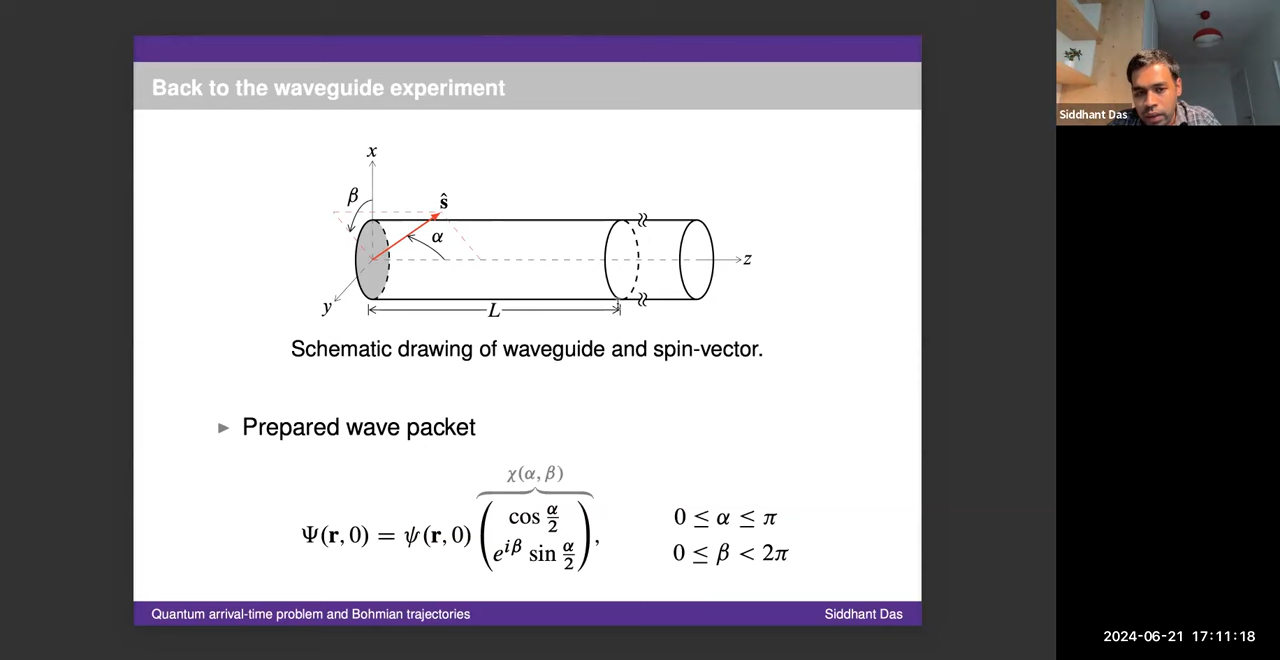 Back to the waveguide experiment
x
β
ŝ
α
z
y
L
Schematic drawing of waveguide and spin-vector.
▶ Prepared wave packet
χ(α, β)
Ψ(r, 0) = ψ(r, 0) ( cos α/2
e^{iβ} sin α/2 ),
0 ≤ α ≤ π
0 ≤ β < 2π
Quantum arrival-time problem and Bohmian trajectories
Siddhant Das
Siddhant Das
2024-06-21 17:11:18